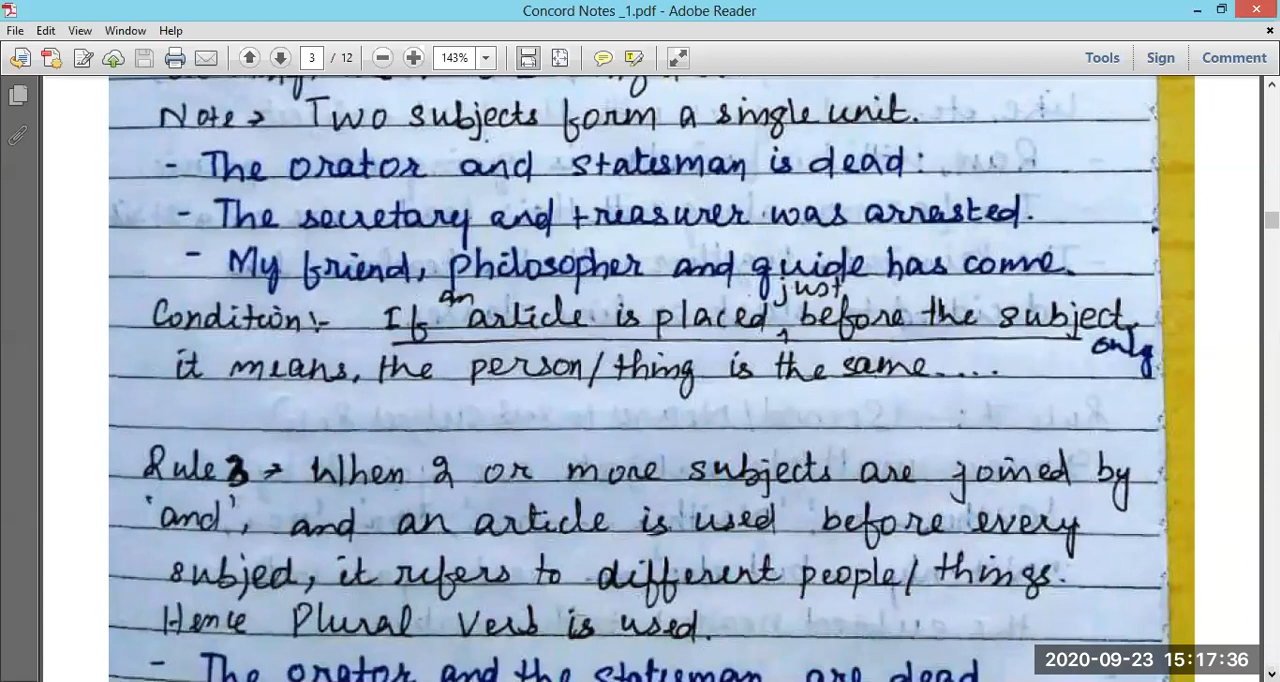 Concord Notes _1.pdf - Adobe Reader
File Edit View Window Help
3 / 12 143% Tools Sign Comment
Note → Two subjects form a single unit.
- The orator and statesman is dead:
- The secretary and treasurer was arrested.
- My friend, philosopher and guide has come.
Condition:- If an article is placed just before the subject only
it means, the person/thing is the same....
Rule 3 → When 2 or more subjects are joined by
'and', and an article is used before every
subject, it refers to different people/things.
Hence Plural Verb is used.
- The orator and the statesman are dead
2020-09-23 15:17:36